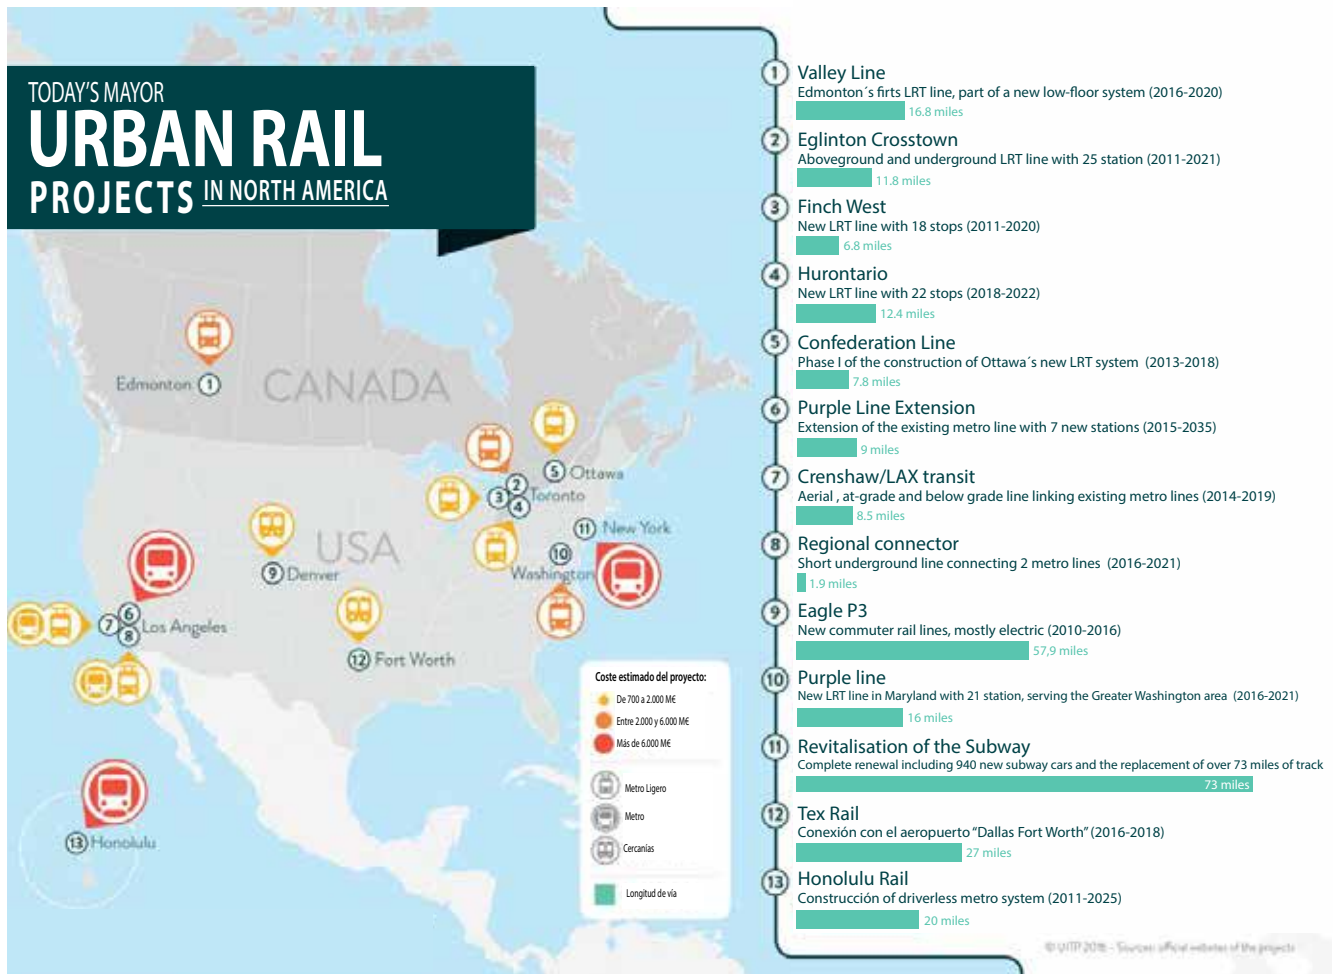 TODAY'S MAYOR
URBAN RAIL
PROJECTS IN NORTH AMERICA
CANADA
USA
Edmonton 1
5 Ottawa
2
3 Toronto
4
11 New York
10
Washington
9 Denver
6
7 Los Angeles
8
12 Fort Worth
13 Honolulu
Coste estimado del proyecto:
De 700 a 2.000 M€
Entre 2.000 y 6.000 M€
Más de 6.000 M€
Metro Ligero
Metro
Cercanías
Longitud de vía
1 Valley Line
Edmonton´s firts LRT line, part of a new low-floor system (2016-2020)
16.8 miles
2 Eglinton Crosstown
Aboveground and underground LRT line with 25 station (2011-2021)
11.8 miles
3 Finch West
New LRT line with 18 stops (2011-2020)
6.8 miles
4 Hurontario
New LRT line with 22 stops (2018-2022)
12.4 miles
5 Confederation Line
Phase I of the construction of Ottawa´s new LRT system (2013-2018)
7.8 miles
6 Purple Line Extension
Extension of the existing metro line with 7 new stations (2015-2035)
9 miles
7 Crenshaw/LAX transit
Aerial , at-grade and below grade line linking existing metro lines (2014-2019)
8.5 miles
8 Regional connector
Short underground line connecting 2 metro lines (2016-2021)
1.9 miles
9 Eagle P3
New commuter rail lines, mostly electric (2010-2016)
57,9 miles
10 Purple line
New LRT line in Maryland with 21 station, serving the Greater Washington area (2016-2021)
16 miles
11 Revitalisation of the Subway
Complete renewal including 940 new subway cars and the replacement of over 73 miles of track
73 miles
12 Tex Rail
Conexión con el aeropuerto “Dallas Fort Worth” (2016-2018)
27 miles
13 Honolulu Rail
Construcción of driverless metro system (2011-2025)
20 miles
© UITP 2016 - Sources: official websites of the projects